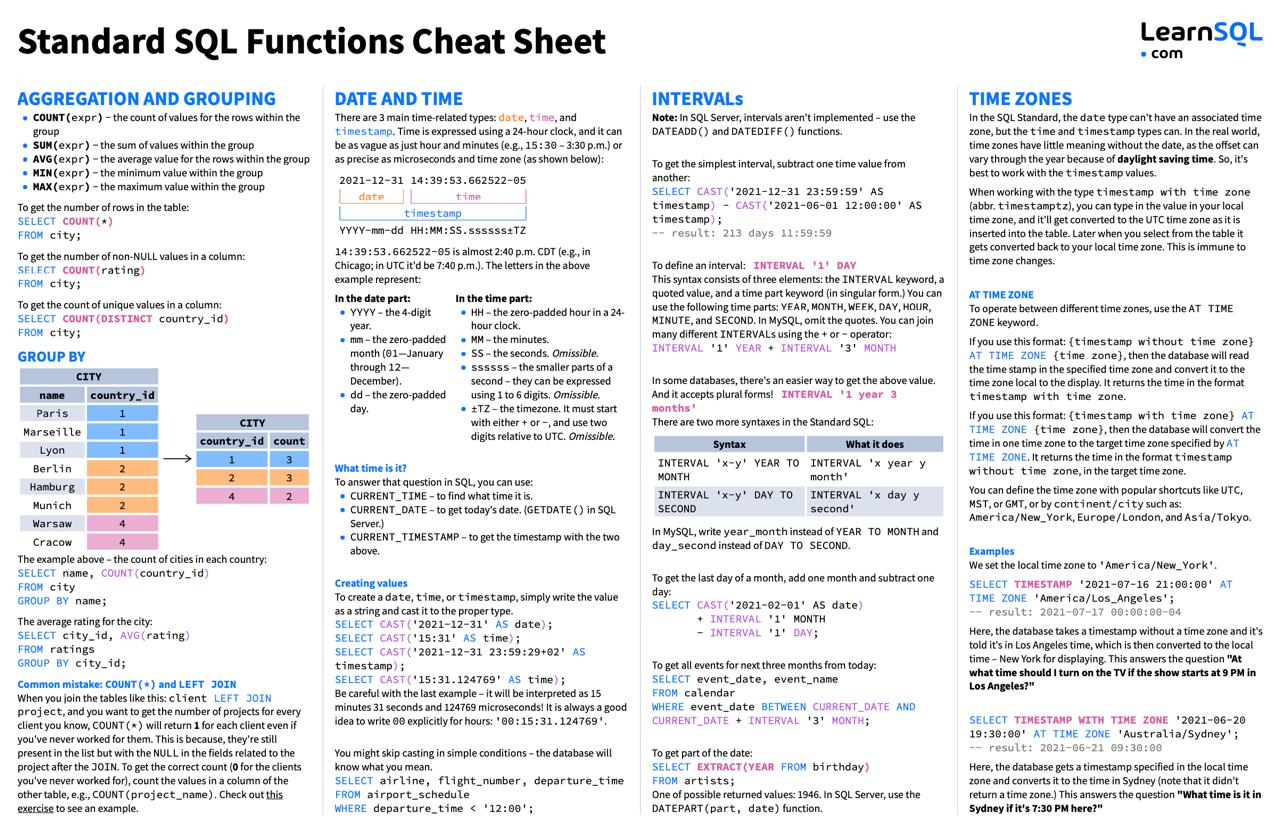 Standard SQL Functions Cheat Sheet
LearnSQL
• com
AGGREGATION AND GROUPING
• COUNT(expr) – the count of values for the rows within the
group
• SUM(expr) – the sum of values within the group
• AVG(expr) – the average value for the rows within the group
• MIN(expr) – the minimum value within the group
• MAX(expr) – the maximum value within the group
To get the number of rows in the table:
SELECT COUNT(*)
FROM city;
To get the number of non-NULL values in a column:
SELECT COUNT(rating)
FROM city;
To get the count of unique values in a column:
SELECT COUNT(DISTINCT country_id)
FROM city;
GROUP BY
CITY
name country_id
Paris 1
Marseille 1
Lyon 1
Berlin 2
Hamburg 2
Munich 2
Warsaw 4
Cracow 4
CITY
country_id count
1 3
2 3
4 2
The example above – the count of cities in each country:
SELECT name, COUNT(country_id)
FROM city
GROUP BY name;
The average rating for the city:
SELECT city_id, AVG(rating)
FROM ratings
GROUP BY city_id;
Common mistake: COUNT(*) and LEFT JOIN
When you join the tables like this: client LEFT JOIN
project, and you want to get the number of projects for every
client you know, COUNT(*) will return 1 for each client even if
you've never worked for them. This is because, they're still
present in the list but with the NULL in the fields related to the
project after the JOIN. To get the correct count (0 for the clients
you've never worked for), count the values in a column of the
other table, e.g., COUNT(project_name). Check out this
exercise to see an example.
DATE AND TIME
There are 3 main time-related types: date, time, and
timestamp. Time is expressed using a 24-hour clock, and it can
be as vague as just hour and minutes (e.g., 15:30 – 3:30 p.m.) or
as precise as microseconds and time zone (as shown below):
2021-12-31 14:39:53.662522-05
date time
timestamp
YYYY-mm-dd HH:MM:SS.ssssss±TZ
14:39:53.662522-05 is almost 2:40 p.m. CDT (e.g., in
Chicago; in UTC it'd be 7:40 p.m.). The letters in the above
example represent:
In the date part:
• YYYY – the 4-digit
year.
• mm – the zero-padded
month (01—January
through 12—
December).
• dd – the zero-padded
day.
In the time part:
• HH – the zero-padded hour in a 24-
hour clock.
• MM – the minutes.
• SS – the seconds. Omissible.
• ssssss – the smaller parts of a
second – they can be expressed
using 1 to 6 digits. Omissible.
• ±TZ – the timezone. It must start
with either + or −, and use two
digits relative to UTC. Omissible.
What time is it?
To answer that question in SQL, you can use:
• CURRENT_TIME – to find what time it is.
• CURRENT_DATE – to get today's date. (GETDATE() in SQL
Server.)
• CURRENT_TIMESTAMP – to get the timestamp with the two
above.
Creating values
To create a date, time, or timestamp, simply write the value
as a string and cast it to the proper type.
SELECT CAST('2021-12-31' AS date);
SELECT CAST('15:31' AS time);
SELECT CAST('2021-12-31 23:59:29+02' AS
timestamp);
SELECT CAST('15:31.124769' AS time);
Be careful with the last example – it will be interpreted as 15
minutes 31 seconds and 124769 microseconds! It is always a good
idea to write 00 explicitly for hours: '00:15:31.124769'.
You might skip casting in simple conditions – the database will
know what you mean.
SELECT airline, flight_number, departure_time
FROM airport_schedule
WHERE departure_time < '12:00';
INTERVALs
Note: In SQL Server, intervals aren't implemented – use the
DATEADD() and DATEDIFF() functions.
To get the simplest interval, subtract one time value from
another:
SELECT CAST('2021-12-31 23:59:59' AS
timestamp) - CAST('2021-06-01 12:00:00' AS
timestamp);
-- result: 213 days 11:59:59
To define an interval: INTERVAL '1' DAY
This syntax consists of three elements: the INTERVAL keyword, a
quoted value, and a time part keyword (in singular form.) You can
use the following time parts: YEAR, MONTH, WEEK, DAY, HOUR,
MINUTE, and SECOND. In MySQL, omit the quotes. You can join
many different INTERVALs using the + or - operator:
INTERVAL '1' YEAR + INTERVAL '3' MONTH
In some databases, there's an easier way to get the above value.
And it accepts plural forms! INTERVAL '1 year 3
months'
There are two more syntaxes in the Standard SQL:
Syntax What it does
INTERVAL 'x-y' YEAR TO
MONTH
INTERVAL 'x year y
month'
INTERVAL 'x-y' DAY TO
SECOND
INTERVAL 'x day y
second'
In MySQL, write year_month instead of YEAR TO MONTH and
day_second instead of DAY TO SECOND.
To get the last day of a month, add one month and subtract one
day:
SELECT CAST('2021-02-01' AS date)
+ INTERVAL '1' MONTH
- INTERVAL '1' DAY;
To get all events for next three months from today:
SELECT event_date, event_name
FROM calendar
WHERE event_date BETWEEN CURRENT_DATE AND
CURRENT_DATE + INTERVAL '3' MONTH;
To get part of the date:
SELECT EXTRACT(YEAR FROM birthday)
FROM artists;
One of possible returned values: 1946. In SQL Server, use the
DATEPART(part, date) function.
TIME ZONES
In the SQL Standard, the date type can't have an associated time
zone, but the time and timestamp types can. In the real world,
time zones have little meaning without the date, as the offset can
vary through the year because of daylight saving time. So, it's
best to work with the timestamp values.
When working with the type timestamp with time zone
(abbr. timestamptz), you can type in the value in your local
time zone, and it'll get converted to the UTC time zone as it is
inserted into the table. Later when you select from the table it
gets converted back to your local time zone. This is immune to
time zone changes.
AT TIME ZONE
To operate between different time zones, use the AT TIME
ZONE keyword.
If you use this format: {timestamp without time zone}
AT TIME ZONE {time zone}, then the database will read
the time stamp in the specified time zone and convert it to the
time zone local to the display. It returns the time in the format
timestamp with time zone.
If you use this format: {timestamp with time zone} AT
TIME ZONE {time zone}, then the database will convert the
time in one time zone to the target time zone specified by AT
TIME ZONE. It returns the time in the format timestamp
without time zone, in the target time zone.
You can define the time zone with popular shortcuts like UTC,
MST, or GMT, or by continent/city such as:
America/New_York, Europe/London, and Asia/Tokyo.
Examples
We set the local time zone to 'America/New_York'.
SELECT TIMESTAMP '2021-07-16 21:00:00' AT
TIME ZONE 'America/Los_Angeles';
-- result: 2021-07-17 00:00:00-04
Here, the database takes a timestamp without a time zone and it's
told it's in Los Angeles time, which is then converted to the local
time – New York for displaying. This answers the question "At
what time should I turn on the TV if the show starts at 9 PM in
Los Angeles?"
SELECT TIMESTAMP WITH TIME ZONE '2021-06-20
19:30:00' AT TIME ZONE 'Australia/Sydney';
-- result: 2021-06-21 09:30:00
Here, the database gets a timestamp specified in the local time
zone and converts it to the time in Sydney (note that it didn't
return a time zone.) This answers the question "What time is it in
Sydney if it's 7:30 PM here?"